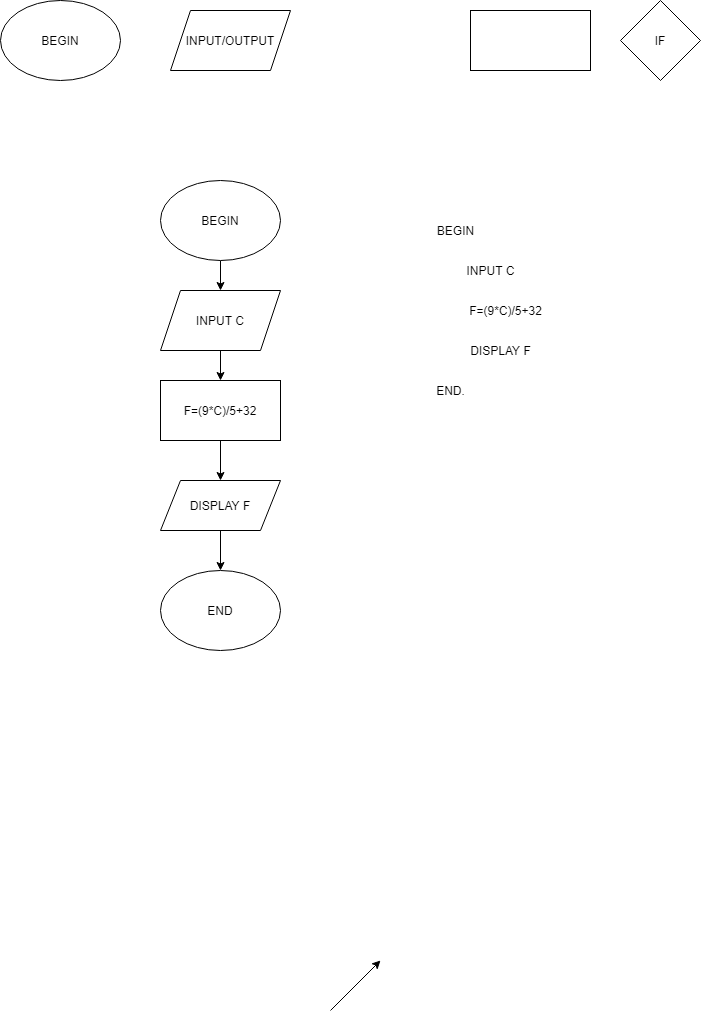 BEGIN
INPUT/OUTPUT
IF
BEGIN
INPUT C
F=(9*C)/5+32
DISPLAY F
END
BEGIN
INPUT C
F=(9*C)/5+32
DISPLAY F
END.